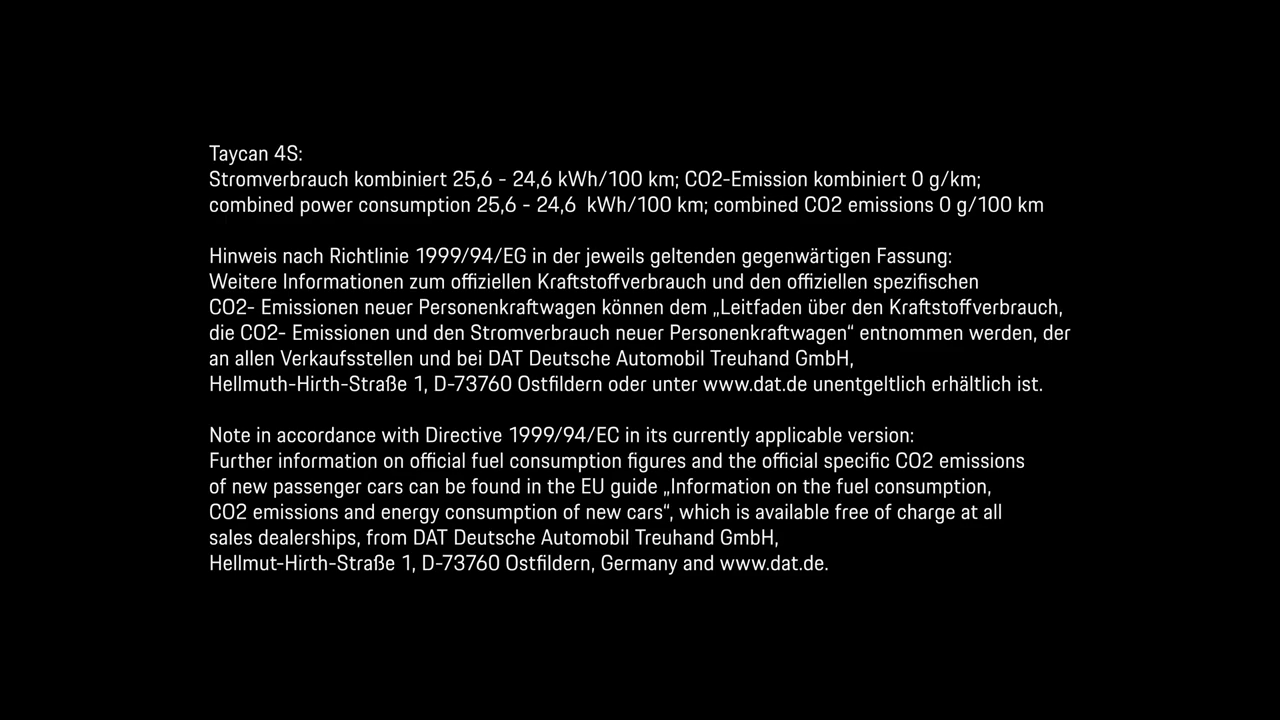 Taycan 4S:
Stromverbrauch kombiniert 25,6 - 24,6 kWh/100 km; CO2-Emission kombiniert 0 g/km;
combined power consumption 25,6 - 24,6  kWh/100 km; combined CO2 emissions 0 g/100 km
Hinweis nach Richtlinie 1999/94/EG in der jeweils geltenden gegenwärtigen Fassung:
Weitere Informationen zum offiziellen Kraftstoffverbrauch und den offiziellen spezifischen
CO2- Emissionen neuer Personenkraftwagen können dem „Leitfaden über den Kraftstoffverbrauch,
die CO2- Emissionen und den Stromverbrauch neuer Personenkraftwagen“ entnommen werden, der
an allen Verkaufsstellen und bei DAT Deutsche Automobil Treuhand GmbH,
Hellmuth-Hirth-Straße 1, D-73760 Ostfildern oder unter www.dat.de unentgeltlich erhältlich ist.
Note in accordance with Directive 1999/94/EC in its currently applicable version:
Further information on official fuel consumption figures and the official specific CO2 emissions
of new passenger cars can be found in the EU guide „Information on the fuel consumption,
CO2 emissions and energy consumption of new cars“, which is available free of charge at all
sales dealerships, from DAT Deutsche Automobil Treuhand GmbH,
Hellmut-Hirth-Straße 1, D-73760 Ostfildern, Germany and www.dat.de.